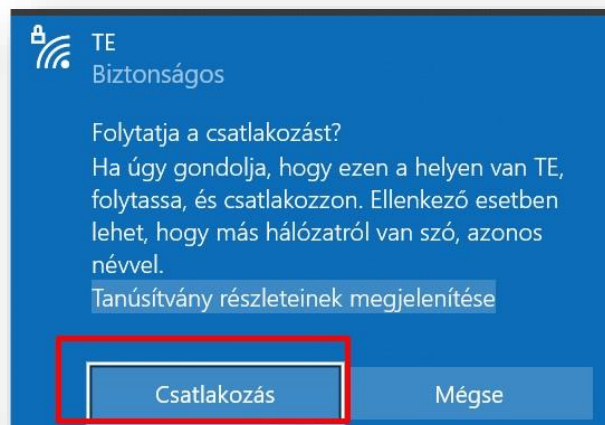 TE
Biztonságos
Folytatja a csatlakozást?
Ha úgy gondolja, hogy ezen a helyen van TE,
folytassa, és csatlakozzon. Ellenkező esetben
lehet, hogy más hálózatról van szó, azonos
névvel.
Tanúsítvány részleteinek megjelenítése
Csatlakozás Mégse